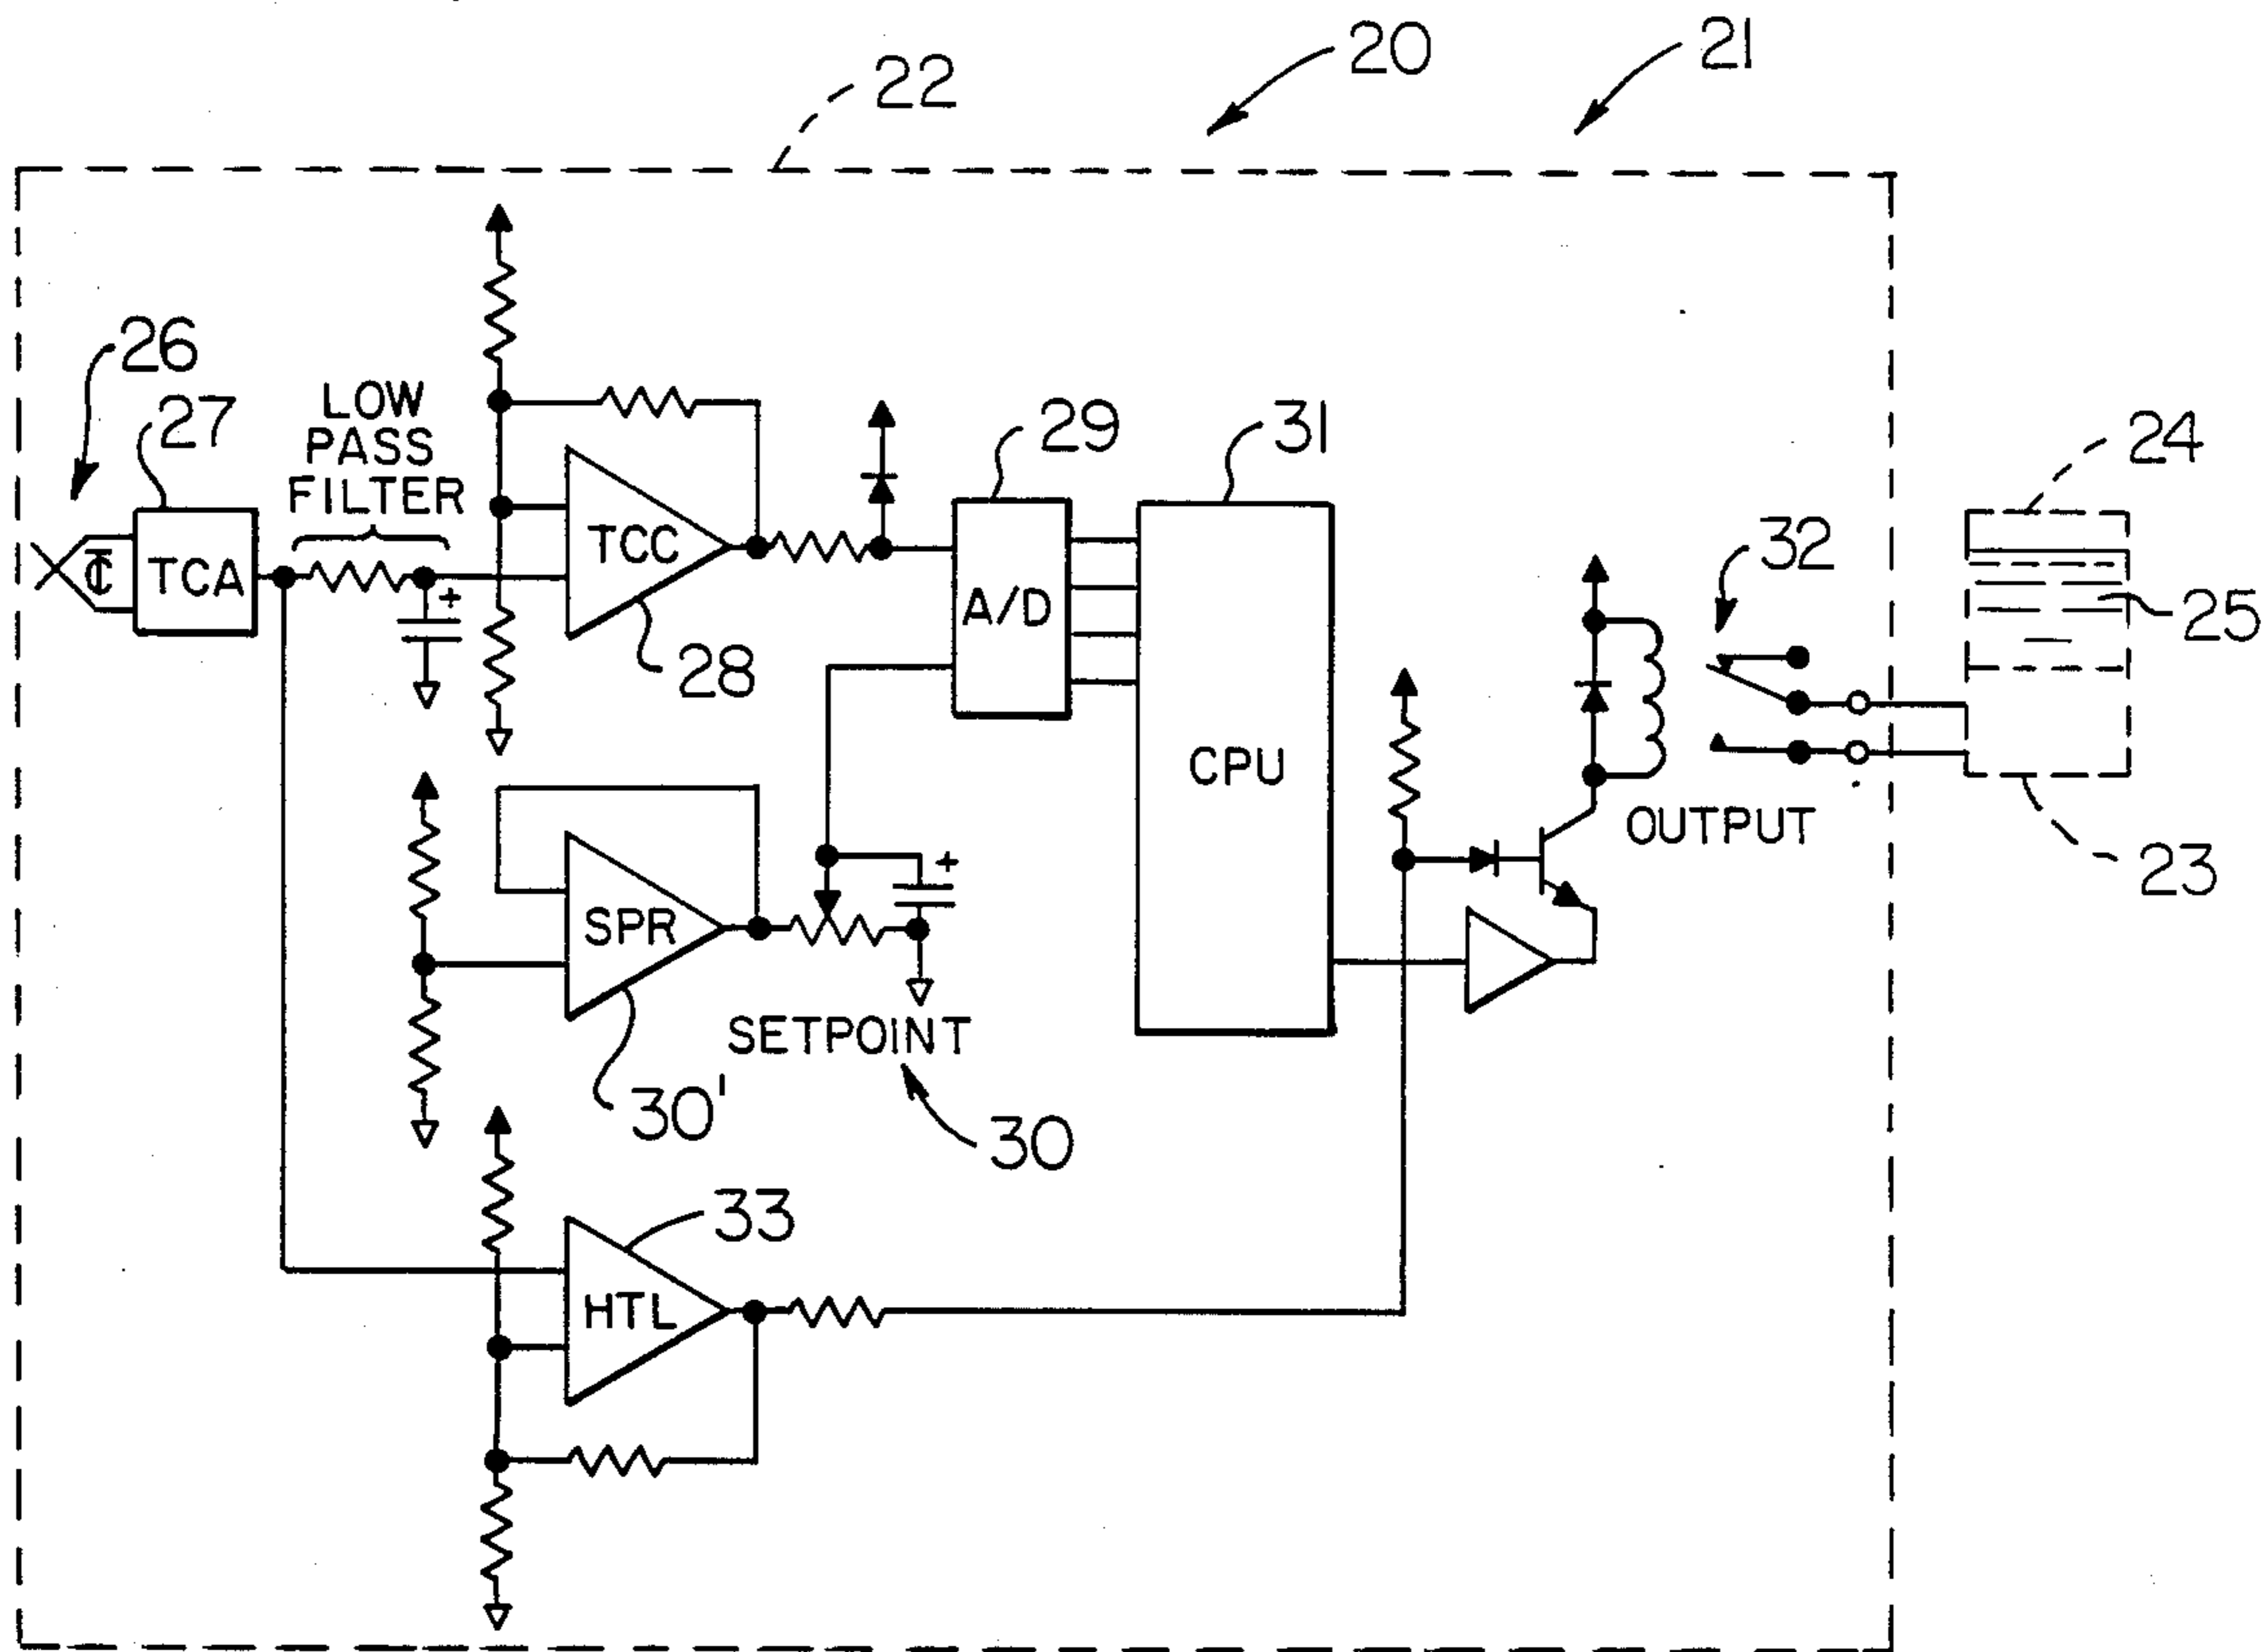 20
21
22
26
27
LOW
PASS
FILTER
TC
TCA
TCC
28
29
A/D
31
CPU
32
24
25
23
OUTPUT
SPR
30'
SETPOINT
30
33
HTL
+
+